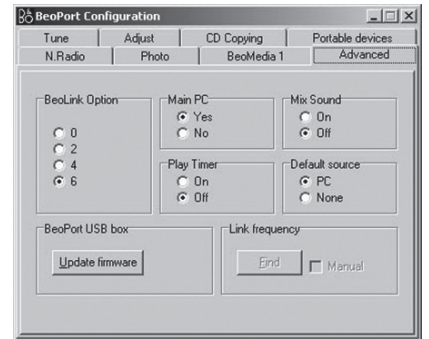 BeoPort Configuration
Tune Adjust CD Copying Portable devices
N.Radio Photo BeoMedia 1 Advanced
BeoLink Option
0
2
4
6
Main PC
Yes
No
Mix Sound
On
Off
Play Timer
On
Off
Default source
PC
None
BeoPort USB box
Update firmware
Link frequency
Find Manual